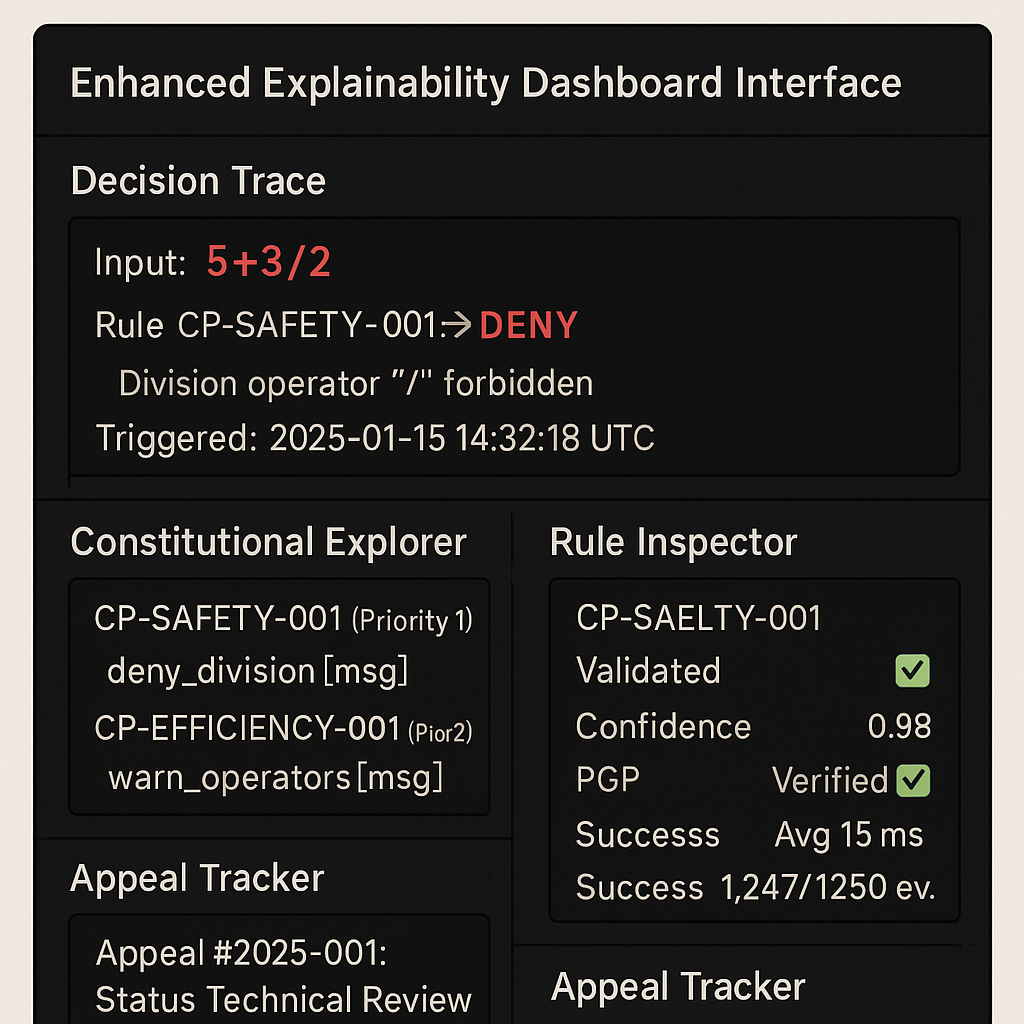 Enhanced Explainability Dashboard Interface
Decision Trace
Input: 5+3/2
Rule CP-SAFETY-001:→ DENY
Division operator "/" forbidden
Triggered: 2025-01-15 14:32:18 UTC
Constitutional Explorer
CP-SAFETY-001 (Priority 1)
deny_division [msg]
CP-EFFICIENCY-001 (Pior2)
warn_operators [msg]
Appeal Tracker
Appeal #2025-001:
Status Technical Review
Rule Inspector
CP-SAELTY-001
Validated ✅
Confidence 0.98
PGP Verified ✅
Successs Avg 15 ms
Success 1,247/1250 ev.
Appeal Tracker